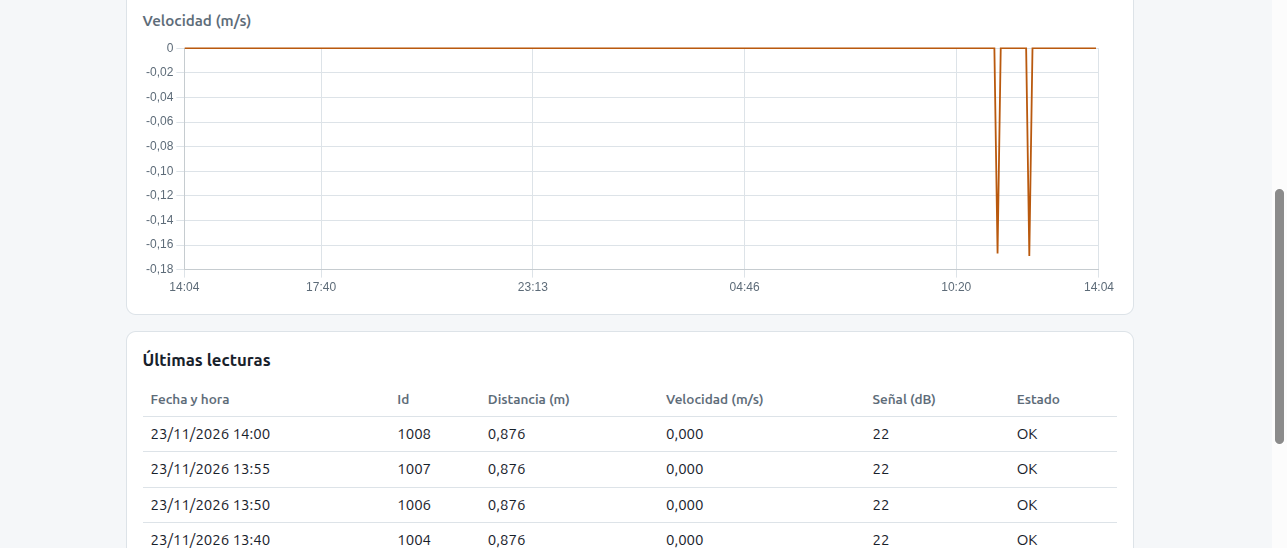 Velocidad (m/s)
0
-0,02
-0,04
-0,06
-0,08
-0,10
-0,12
-0,14
-0,16
-0,18
14:04 17:40 23:13 04:46 10:20 14:04
Últimas lecturas
Fecha y hora Id Distancia (m) Velocidad (m/s) Señal (dB) Estado
23/11/2026 14:00 1008 0,876 0,000 22 OK
23/11/2026 13:55 1007 0,876 0,000 22 OK
23/11/2026 13:50 1006 0,876 0,000 22 OK
23/11/2026 13:40 1004 0,876 0,000 22 OK